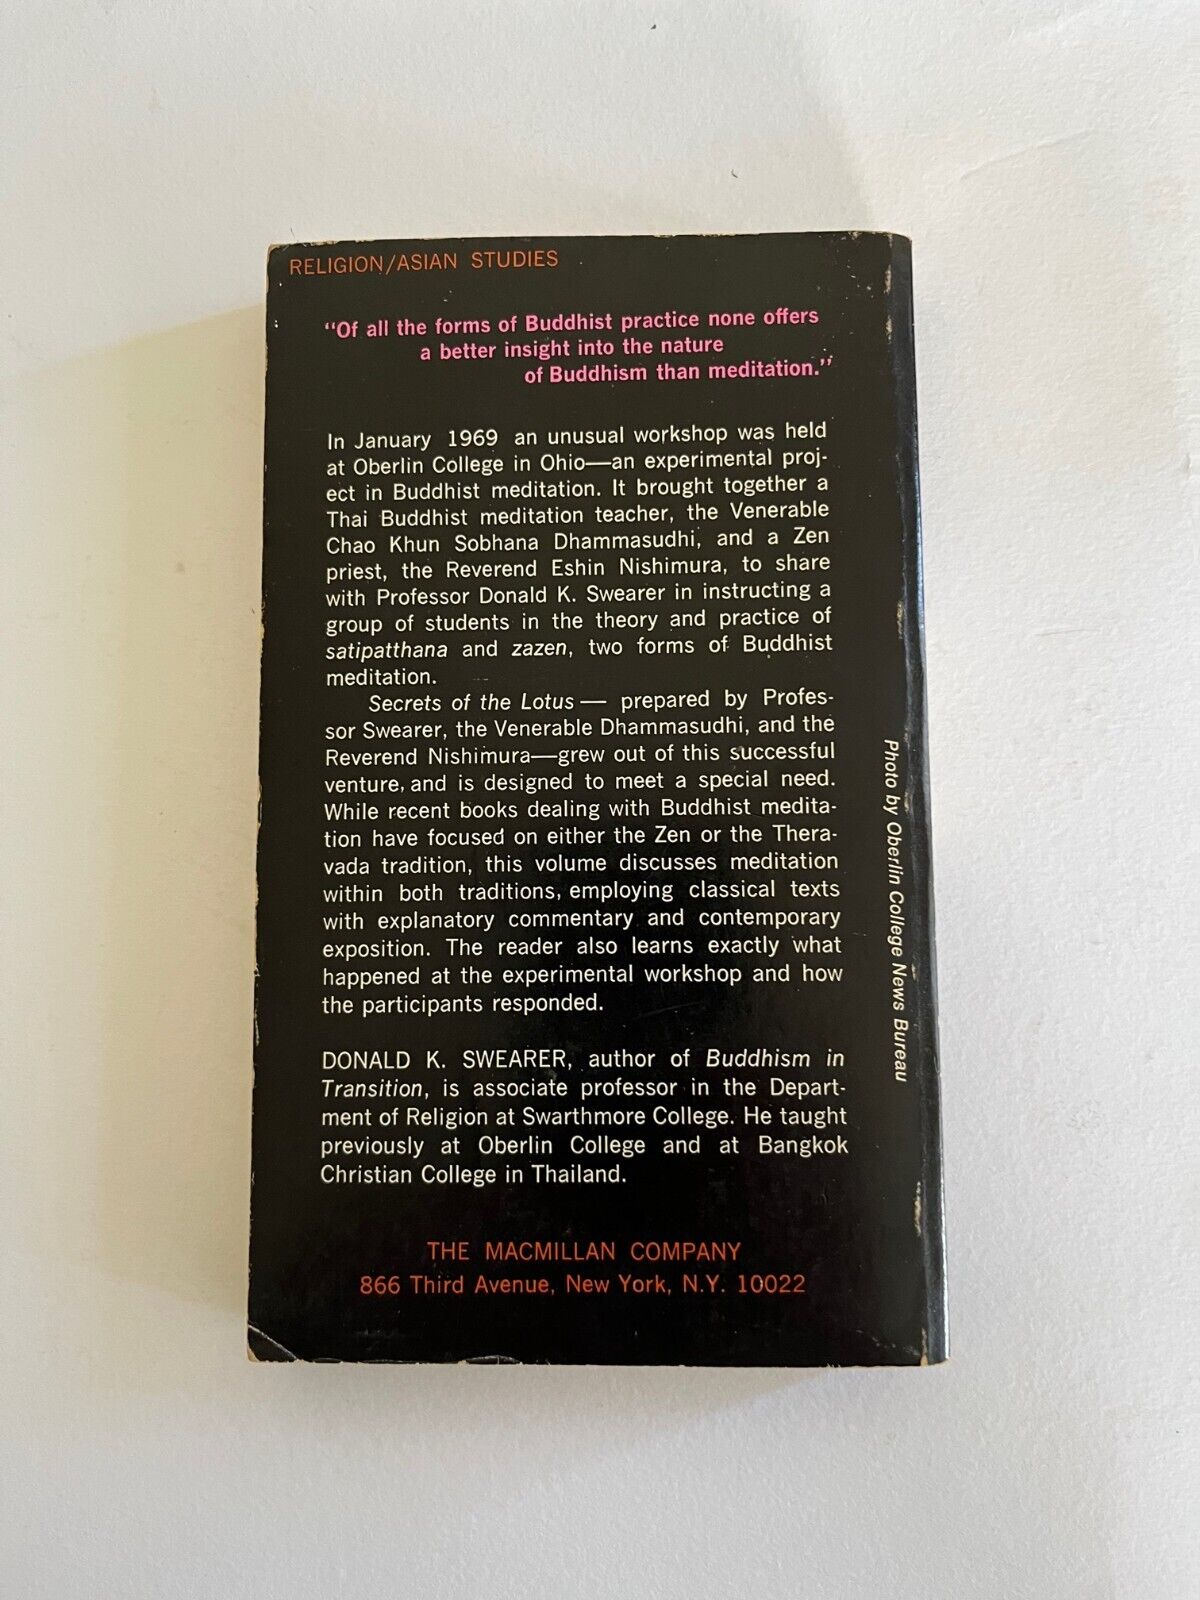 RELIGION/ASIAN STUDIES
"Of all the forms of Buddhist practice none offers
a better insight into the nature
of Buddhism than meditation."
In January 1969 an unusual workshop was held
at Oberlin College in Ohio—an experimental proj-
ect in Buddhist meditation. It brought together a
Thai Buddhist meditation teacher, the Venerable
Chao Khun Sobhana Dhammasudhi, and a Zen
priest, the Reverend Eshin Nishimura, to share
with Professor Donald K. Swearer in instructing a
group of students in the theory and practice of
satipatthana and zazen, two forms of Buddhist
meditation.
Secrets of the Lotus — prepared by Profes-
sor Swearer, the Venerable Dhammasudhi, and the
Reverend Nishimura—grew out of this successful
venture, and is designed to meet a special need.
While recent books dealing with Buddhist medita-
tion have focused on either the Zen or the Thera-
vada tradition, this volume discusses meditation
within both traditions, employing classical texts
with explanatory commentary and contemporary
exposition. The reader also learns exactly what
happened at the experimental workshop and how
the participants responded.
DONALD K. SWEARER, author of Buddhism in
Transition, is associate professor in the Depart-
ment of Religion at Swarthmore College. He taught
previously at Oberlin College and at Bangkok
Christian College in Thailand.
THE MACMILLAN COMPANY
866 Third Avenue, New York, N.Y. 10022
Photo by Oberlin College News Bureau